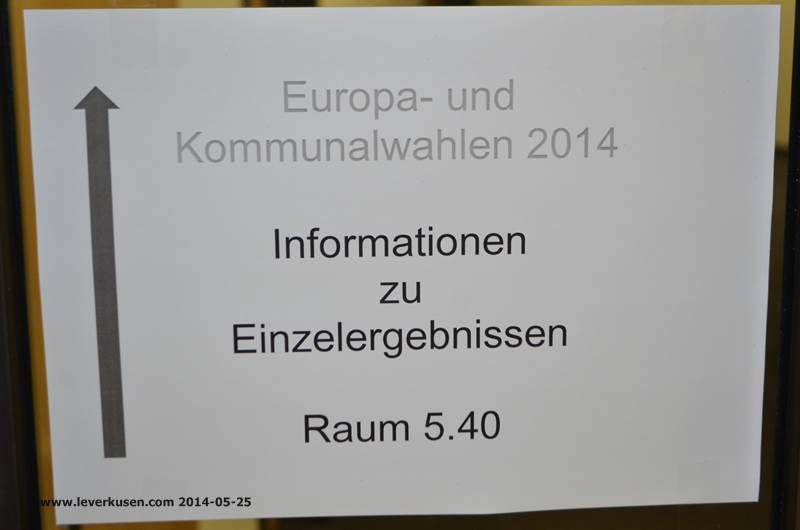 Europa- und
Kommunalwahlen 2014
Informationen
zu
Einzelergebnissen
Raum 5.40
www.leverkusen.com 2014-05-25